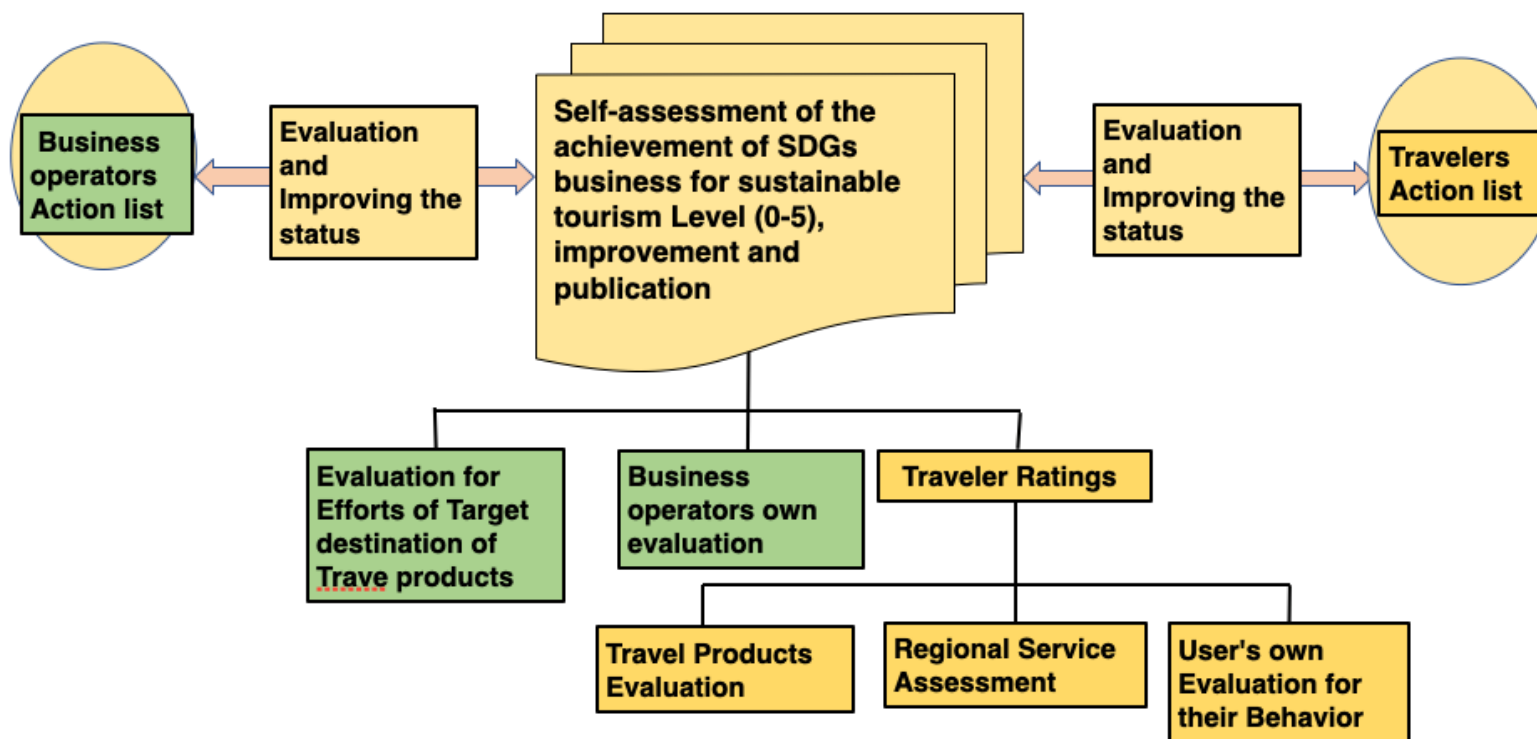 Business
operators
Action list
Evaluation
and
Improving the
status
Self-assessment of the
achievement of SDGs
business for sustainable
tourism Level (0-5),
improvement and
publication
Evaluation
and
Improving the
status
Travelers
Action list
Evaluation for
Efforts of Target
destination of
Trave products
Business
operators own
evaluation
Traveler Ratings
Travel Products
Evaluation
Regional Service
Assessment
User's own
Evaluation for
their Behavior